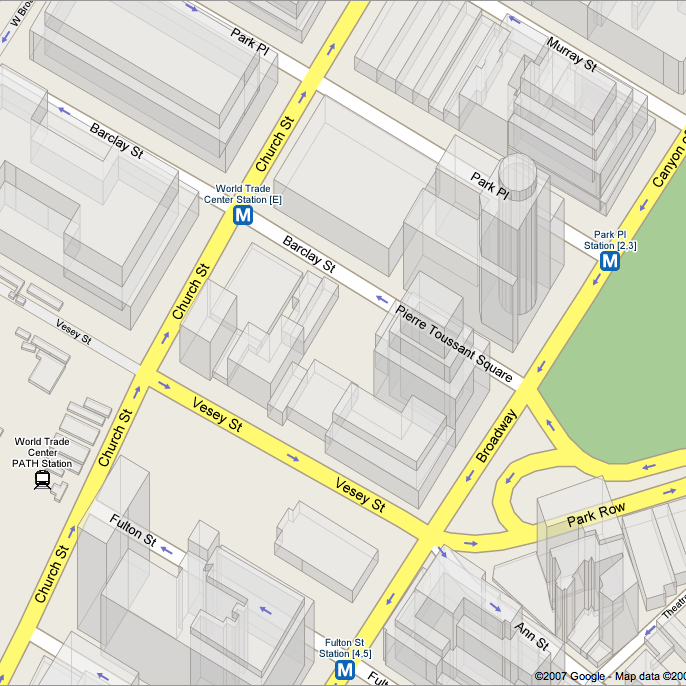 W Bro
Park Pl
Murray St
Barclay St
Church St
Canyon o
Park Pl
World Trade
Center Station [E]
M
Park Pl
Station [2,3]
M
Barclay St
Church St
Pierre Toussant Square
Vesey St
Vesey St
Church St
Broadway
World Trade
Center
PATH Station
Vesey St
Park Row
Fulton St
Church St
Theatre
Ann St
Fulton St
Station [4,5]
M
Fult
©2007 Google - Map data ©200